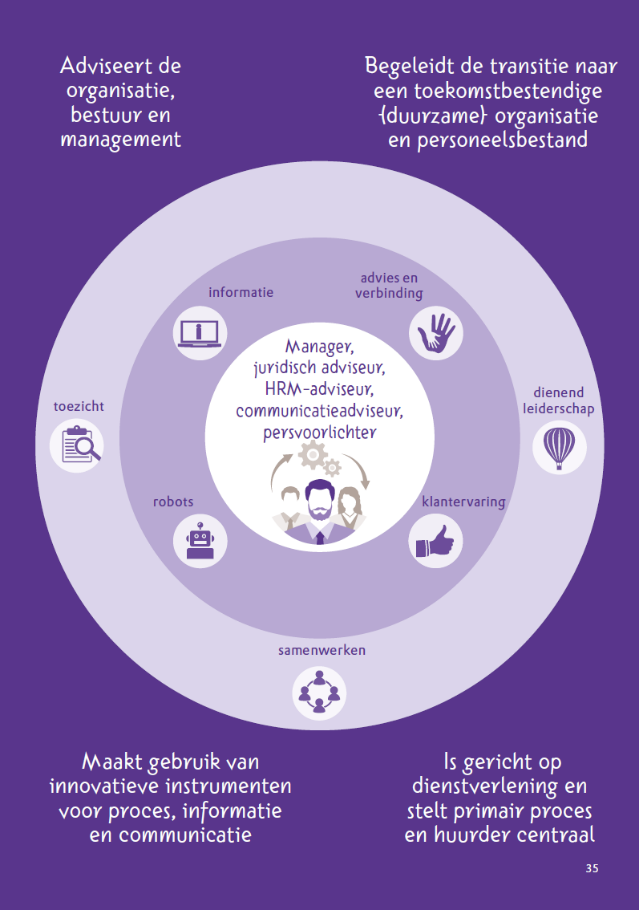 Adviseert de
organisatie,
bestuur en
management
Begeleidt de transitie naar
een toekomstbestendige
{duurzame} organisatie
en personeelsbestand
informatie
advies en
verbinding
Manager,
juridisch adviseur,
HRM-adviseur,
communicatieadviseur,
persvoorlichter
toezicht
dienend
leiderschap
robots
klantervaring
samenwerken
Maakt gebruik van
innovatieve instrumenten
voor proces, informatie
en communicatie
Is gericht op
dienstverlening en
stelt primair proces
en huurder centraal
35